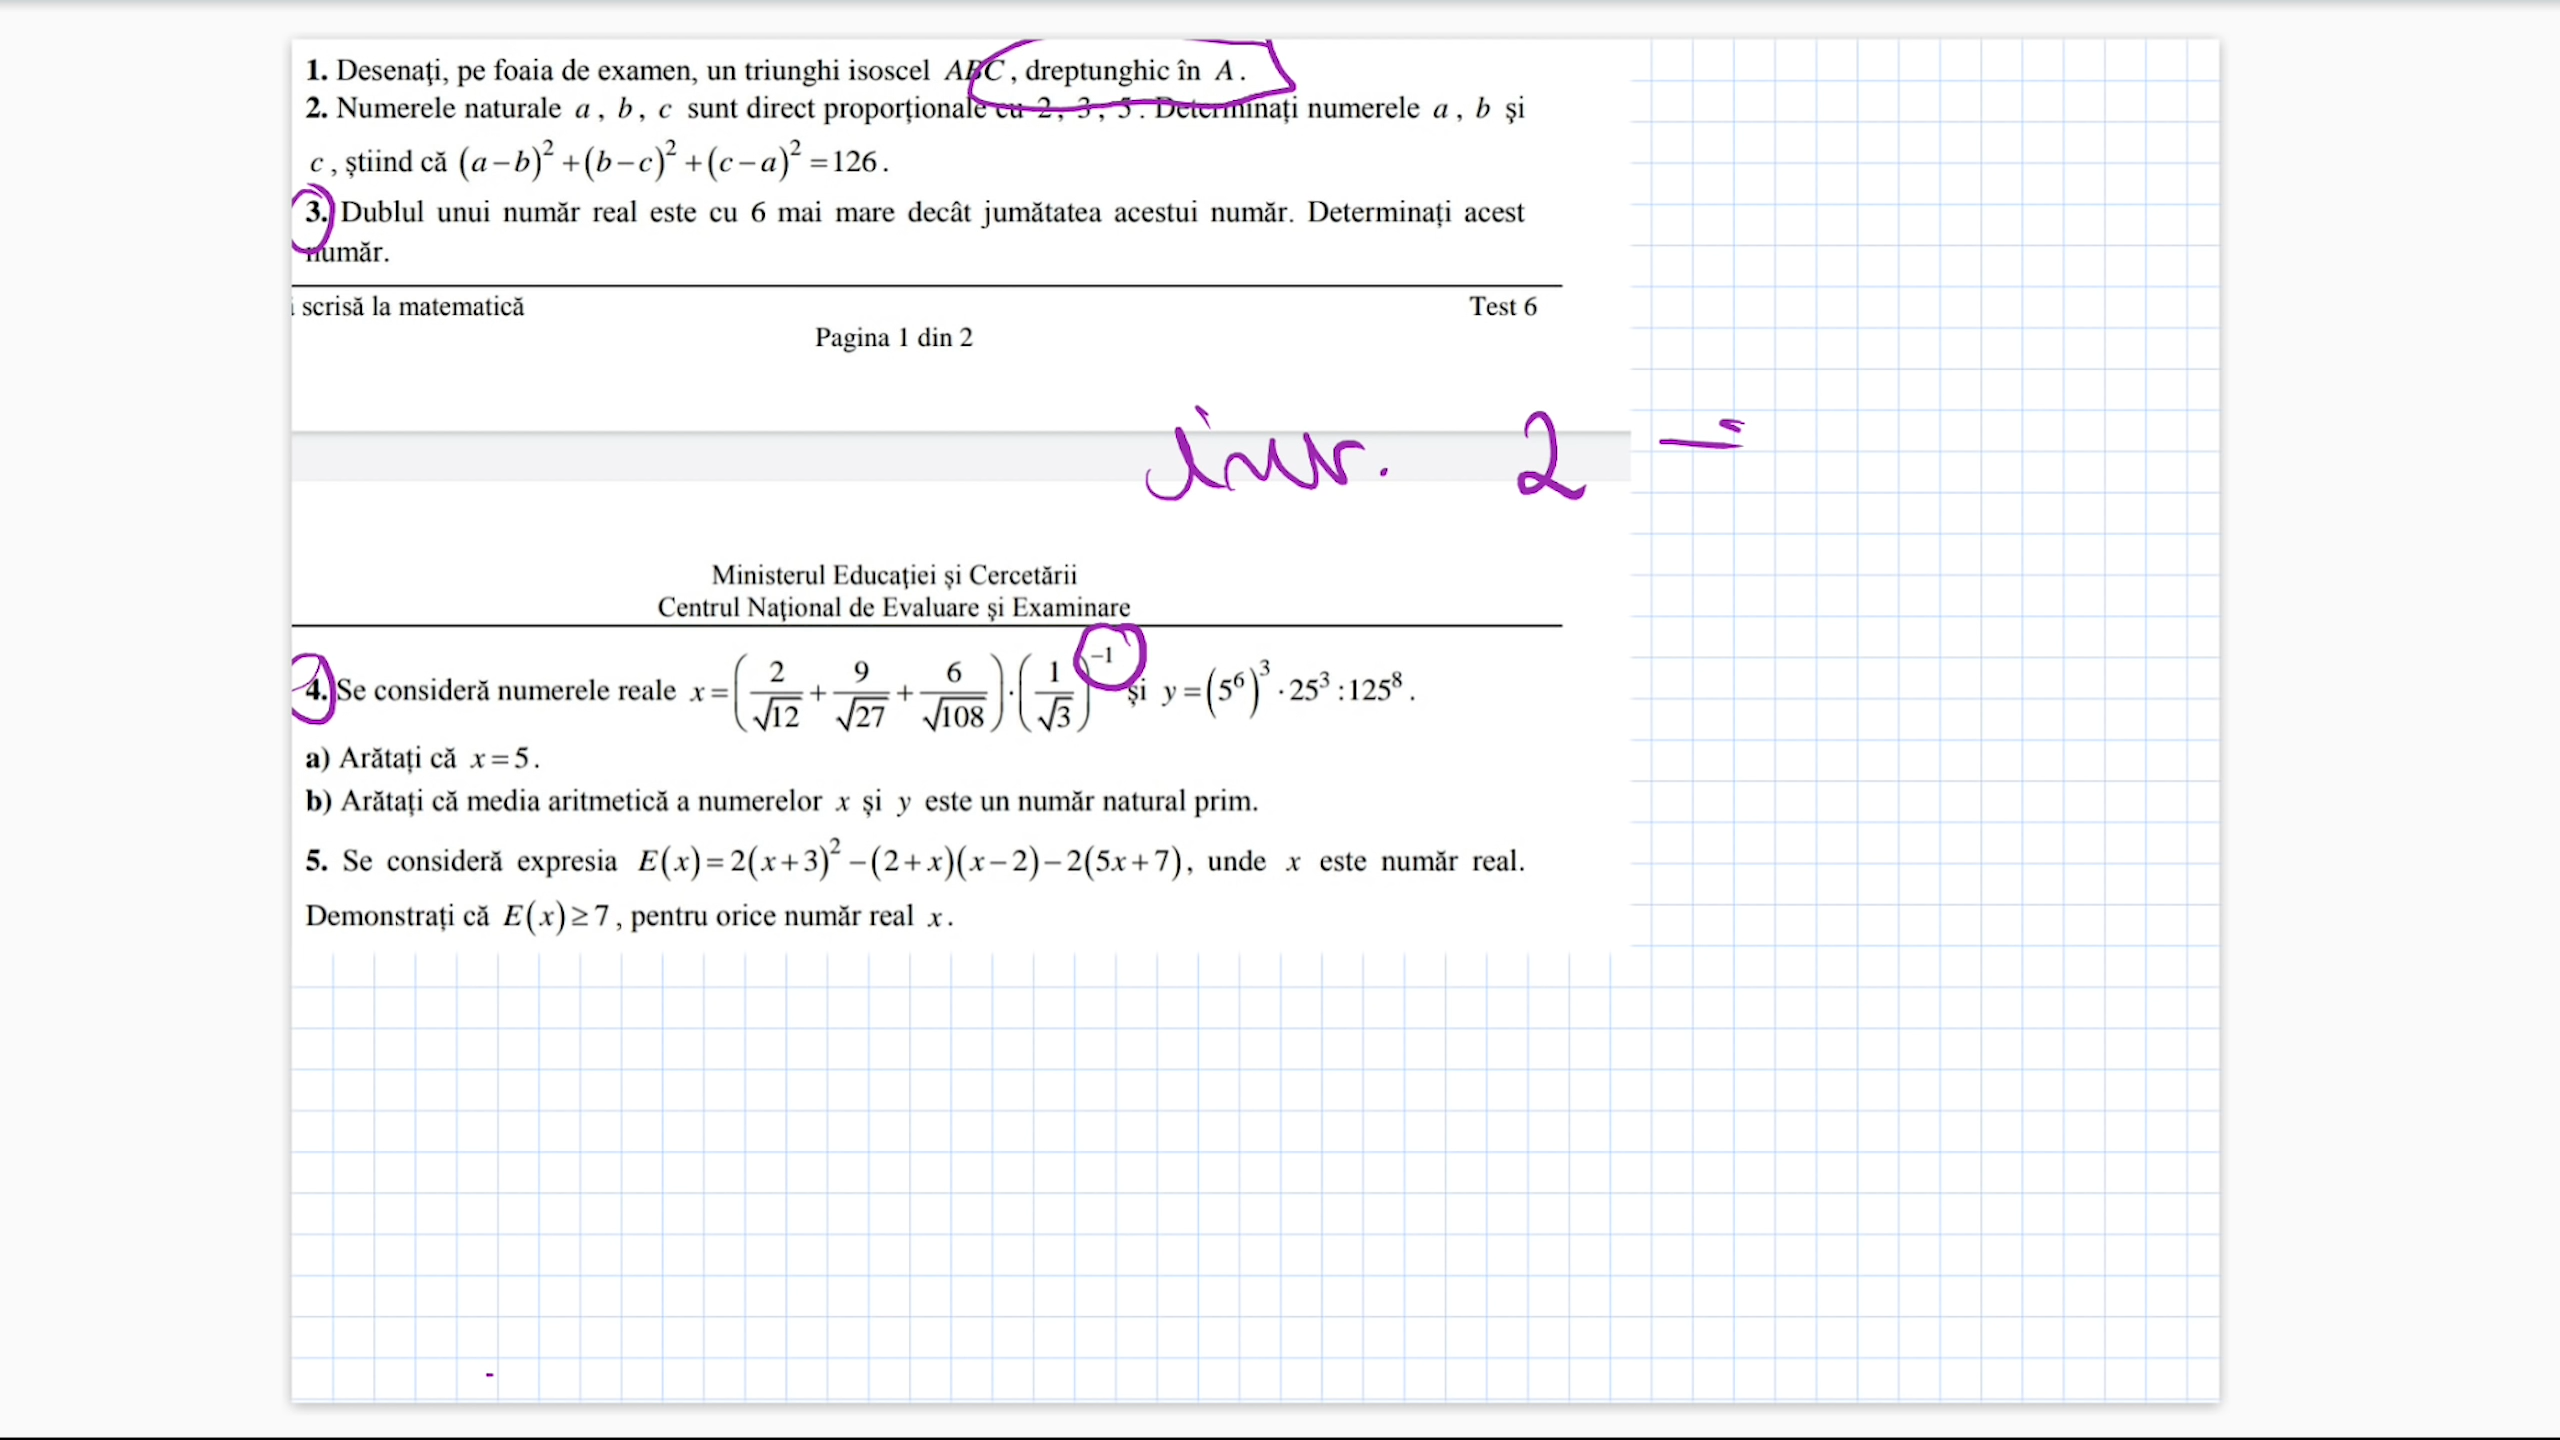 1. Desenați, pe foaia de examen, un triunghi isoscel ABC, dreptunghic în A.
2. Numerele naturale a, b, c sunt direct proporționale cu 2, 3, 5. Determinați numerele a, b și
c, știind că (a−b)² + (b−c)² + (c−a)² = 126.
3. Dublul unui număr real este cu 6 mai mare decât jumătatea acestui număr. Determinați acest
număr.
scrisă la matematică Test 6
Pagina 1 din 2
2 =
Ministerul Educației și Cercetării
Centrul Național de Evaluare și Examinare
4. Se consideră numerele reale x = (2/√12 + 9/√27 + 6/√108) · (1/√3)⁻¹ și y = (5⁶)³ · 25³ : 125⁸.
a) Arătați că x = 5.
b) Arătați că media aritmetică a numerelor x și y este un număr natural prim.
5. Se consideră expresia E(x) = 2(x+3)² − (2+x)(x−2) − 2(5x+7), unde x este număr real.
Demonstrați că E(x) ≥ 7, pentru orice număr real x.